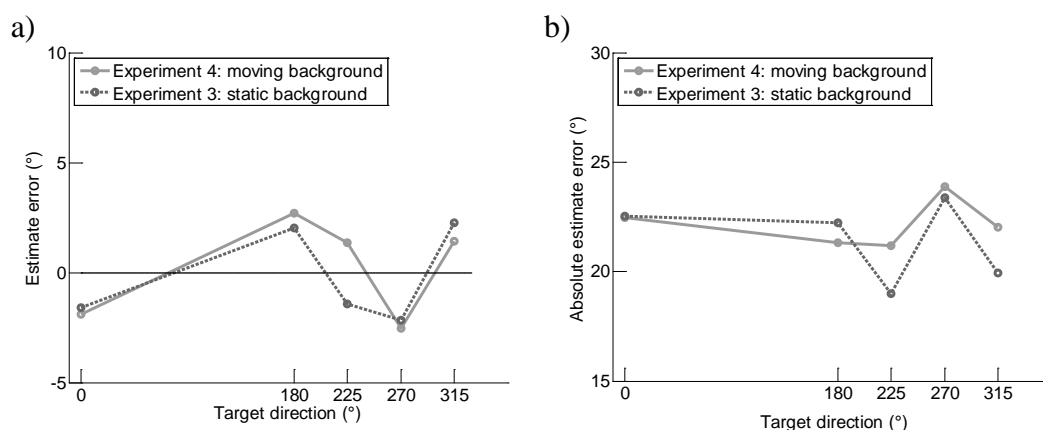 a)
10
Experiment 4: moving background
Experiment 3: static background
5
0
-5
Estimate error (°)
0 180 225 270 315
Target direction (°)
b)
30
Experiment 4: moving background
Experiment 3: static background
25
20
15
Absolute estimate error (°)
0 180 225 270 315
Target direction (°)